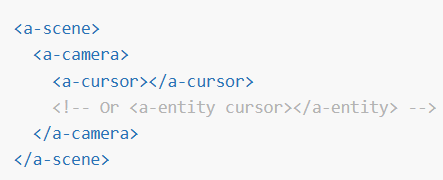 <a-scene>
  <a-camera>
    <a-cursor></a-cursor>
    <!-- Or <a-entity cursor></a-entity> -->
  </a-camera>
</a-scene>